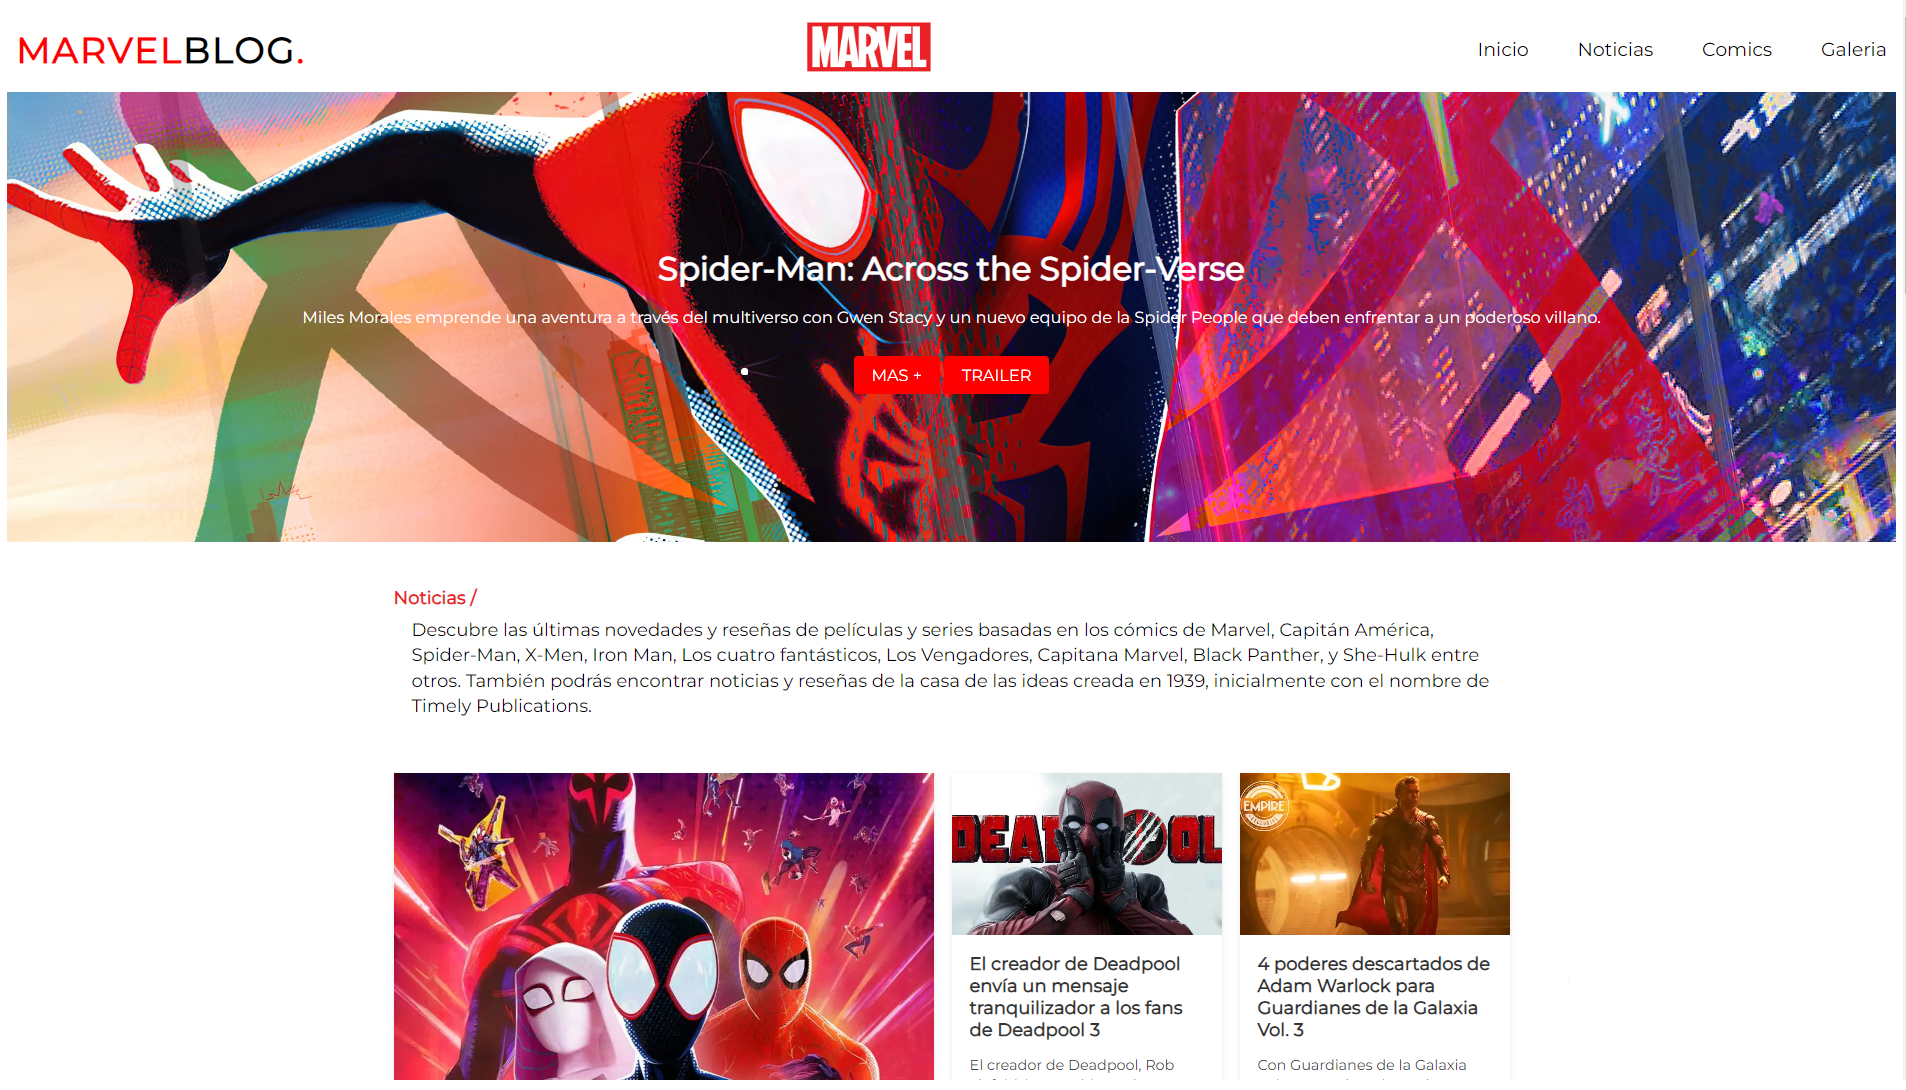 MARVELBLOG.
MARVEL
Inicio
Noticias
Comics
Galeria
Spider-Man: Across the Spider-Verse
Miles Morales emprende una aventura a través del multiverso con Gwen Stacy y un nuevo equipo de la Spider People que deben enfrentar a un poderoso villano.
MAS +
TRAILER
Noticias /
Descubre las últimas novedades y reseñas de películas y series basadas en los cómics de Marvel, Capitán América,
Spider-Man, X-Men, Iron Man, Los cuatro fantásticos, Los Vengadores, Capitana Marvel, Black Panther, y She-Hulk entre
otros. También podrás encontrar noticias y reseñas de la casa de las ideas creada en 1939, inicialmente con el nombre de
Timely Publications.
DEADPOOL
EMPIRE
El creador de Deadpool
envía un mensaje
tranquilizador a los fans
de Deadpool 3
El creador de Deadpool, Rob
4 poderes descartados de
Adam Warlock para
Guardianes de la Galaxia
Vol. 3
Con Guardianes de la Galaxia